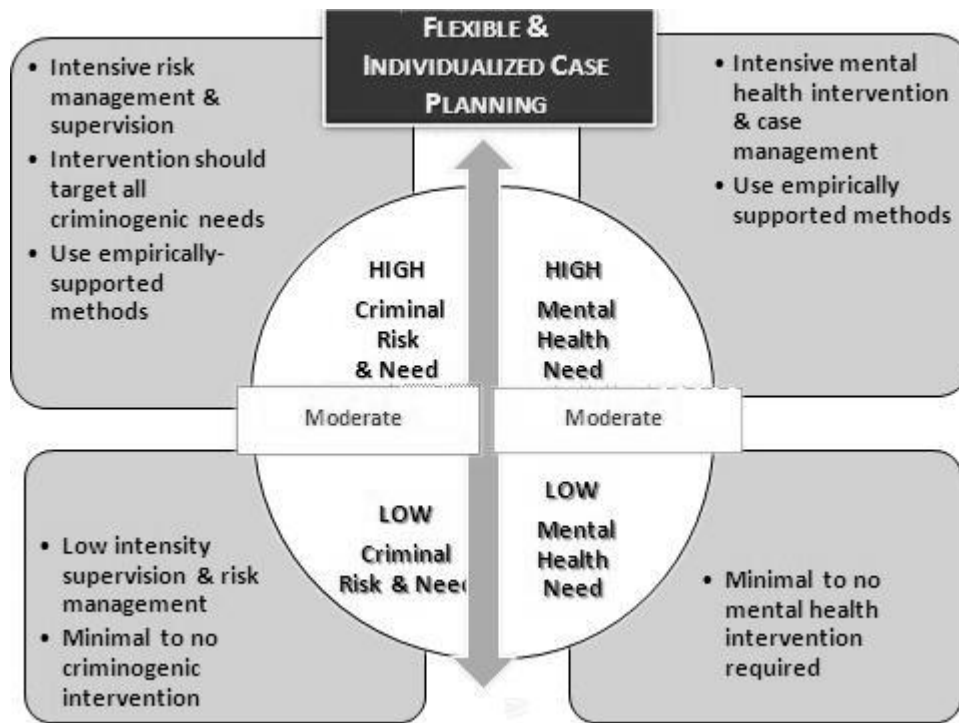 FLEXIBLE &
INDIVIDUALIZED CASE
PLANNING
• Intensive risk
management &
supervision
• Intervention should
target all
criminogenic needs
• Use empirically-
supported
methods
• Intensive mental
health intervention
& case
management
• Use empirically
supported methods
HIGH
Criminal
Risk
& Need
HIGH
Mental
Health
Need
Moderate
Moderate
LOW
Criminal
Risk & Need
LOW
Mental
Health
Need
• Low intensity
supervision & risk
management
• Minimal to no
criminogenic
intervention
• Minimal to no
mental health
intervention
required